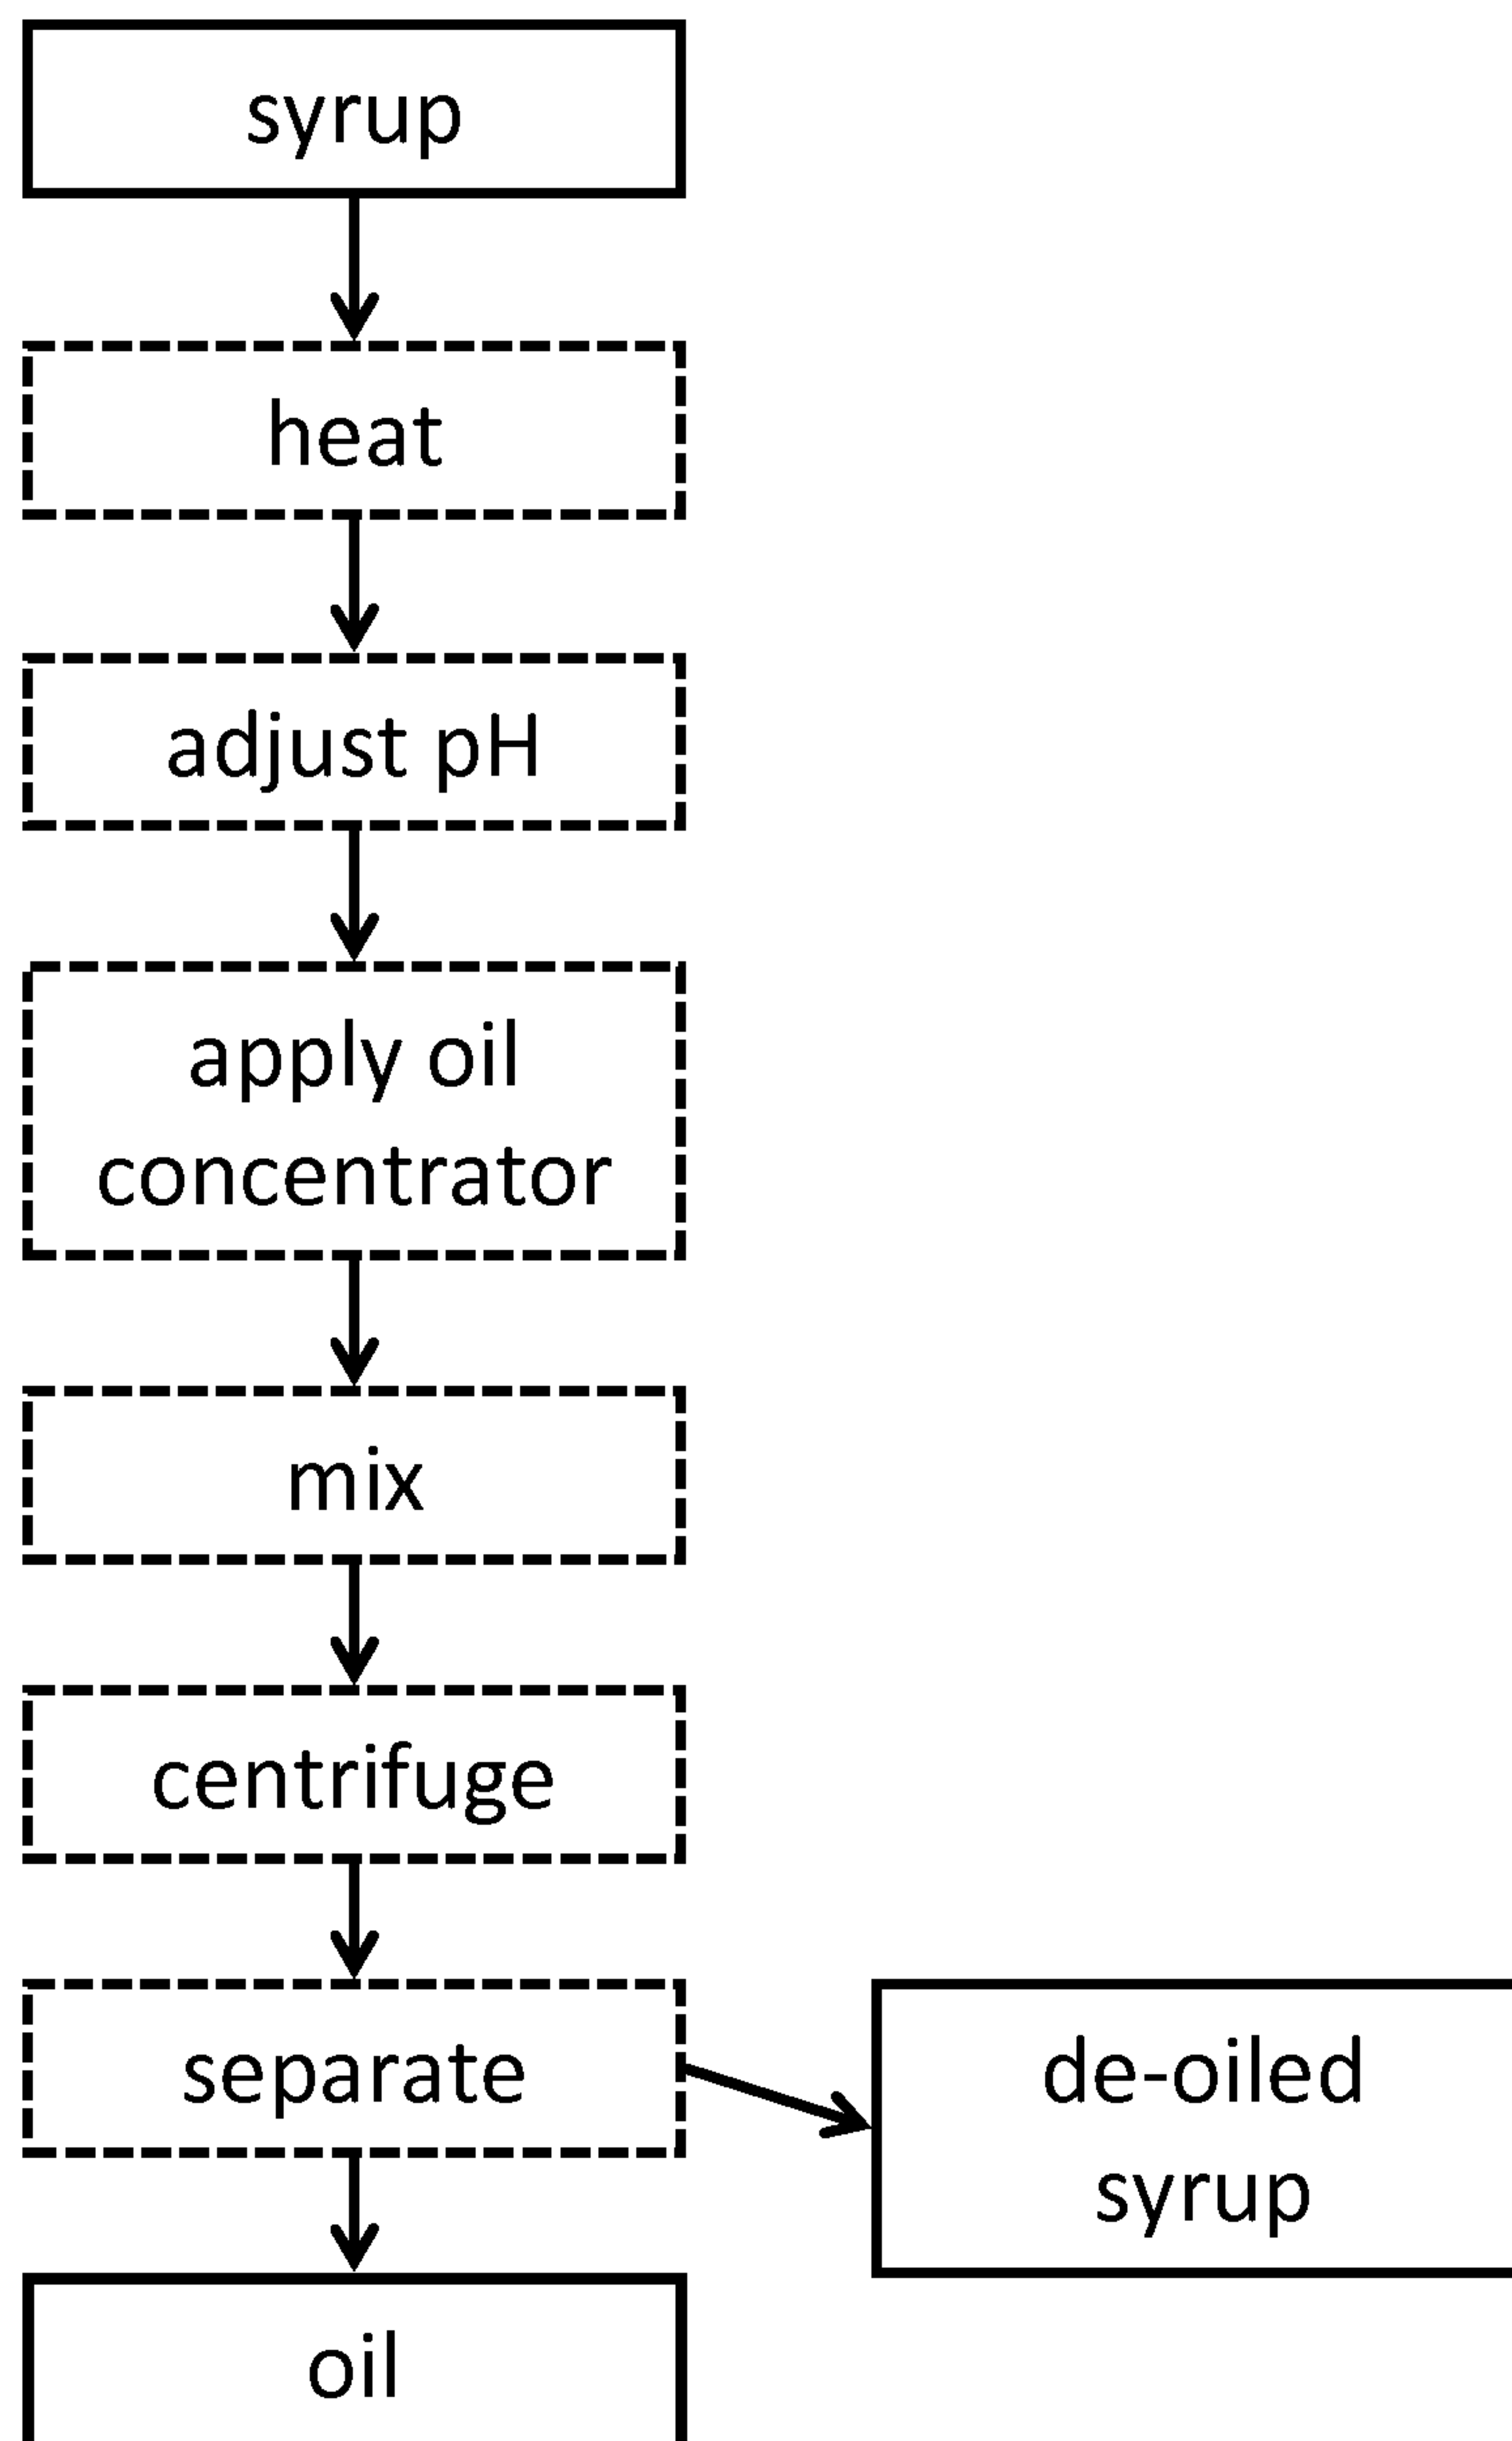 syrup
heat
adjust pH
apply oil
concentrator
mix
centrifuge
separate
de-oiled
syrup
oil